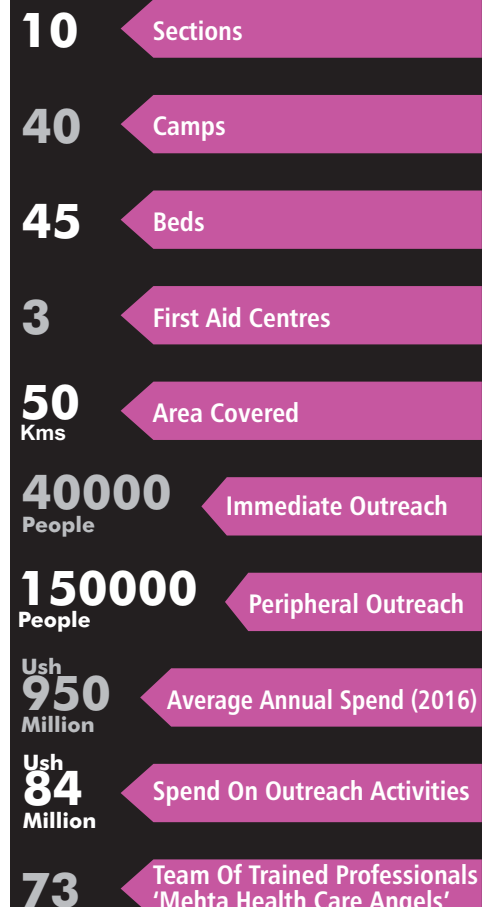 10 Sections
40 Camps
45 Beds
3 First Aid Centres
50
Kms
Area Covered
40000
People
Immediate Outreach
150000
People
Peripheral Outreach
Ush
950
Million
Average Annual Spend (2016)
Ush
84
Million
Spend On Outreach Activities
73
Team Of Trained Professionals
‘Mehta Health Care Angels’